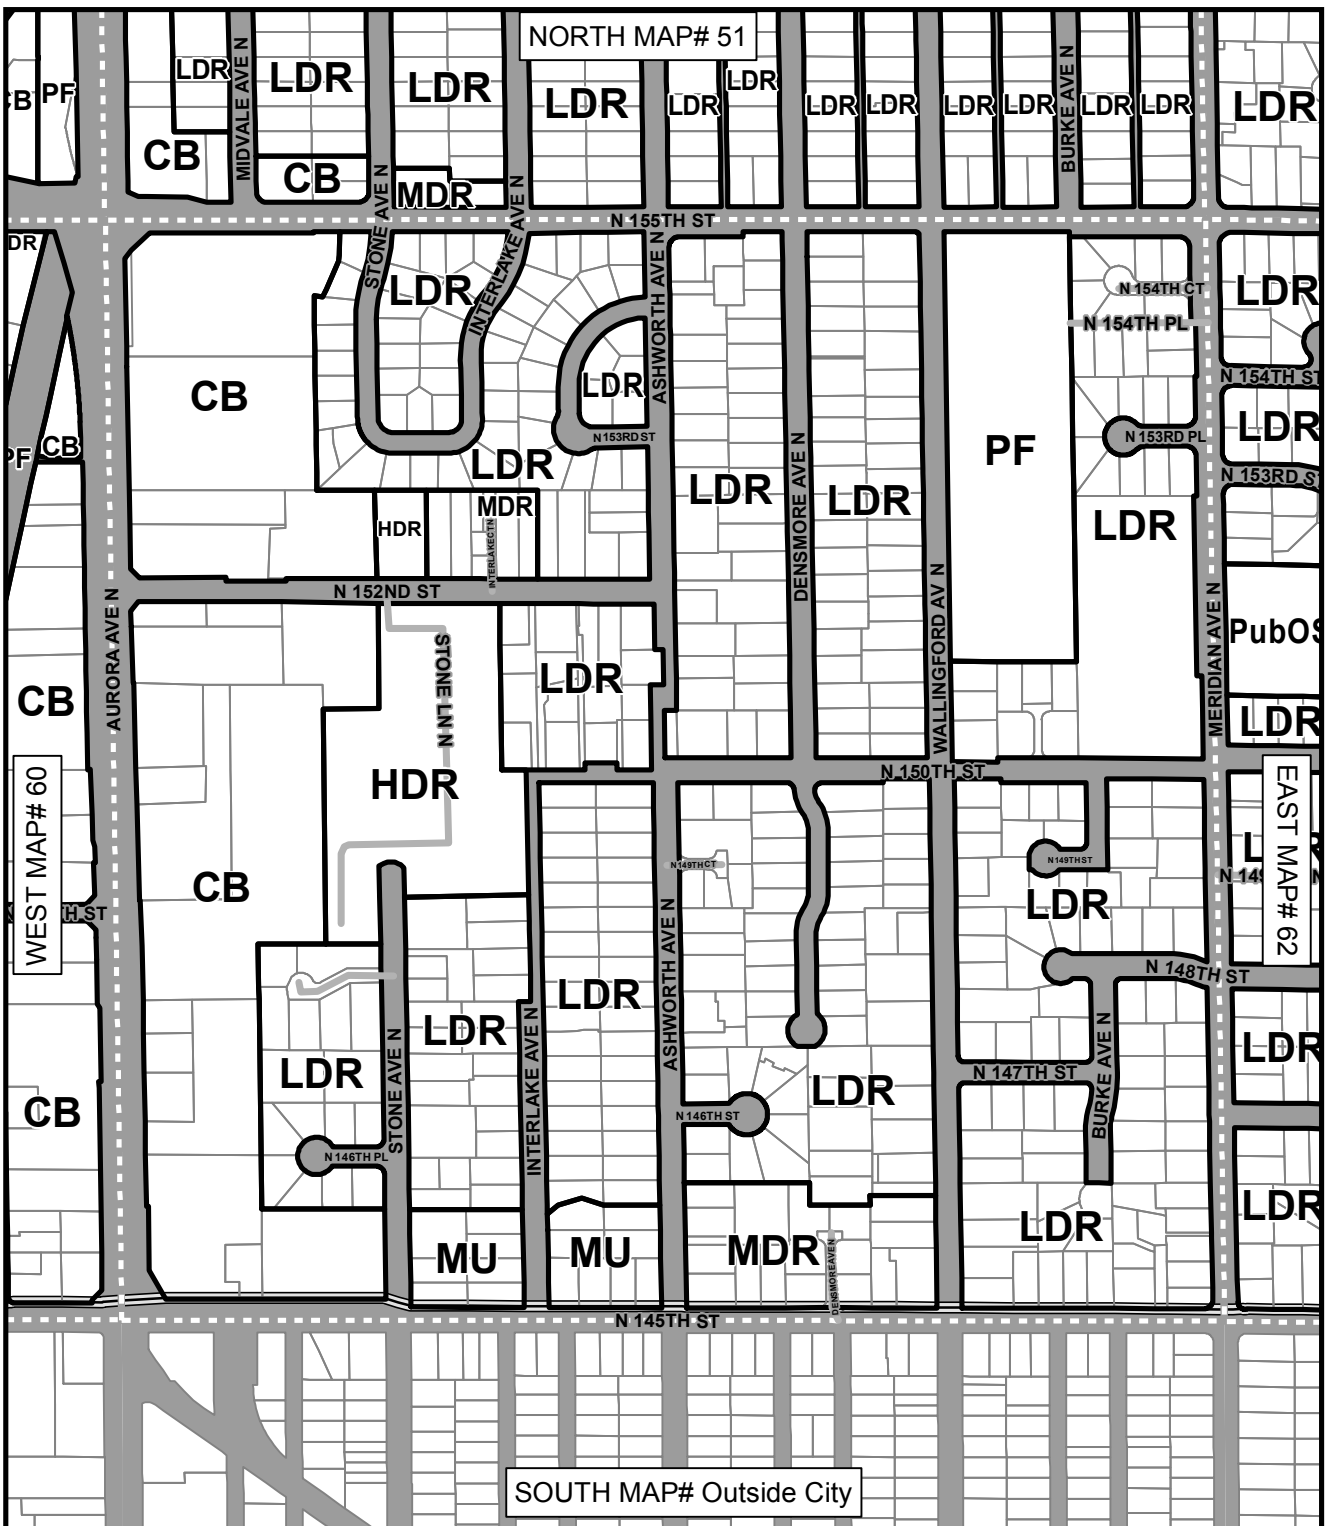 NORTH MAP# 51
LDR
LDR
LDR
LDR
LDR
LDR
LDR
LDR
LDR
LDR
LDR
LDR
LDR
PF
CB
CB
CB
MDR
MIDVALE AVE N
STONE AVE N
INTERLAKE AVE N
BURKE AVE N
N 155TH ST
ASHWORTH AVE N
DR
LDR
LDR
N 154TH CT
N 154TH PL
LDR
N 154TH ST
CB
LDR
CB
PF
N 153RD ST
LDR
PF
N 153RD PL
LDR
N 153RD S
LDR
LDR
LDR
DENSMORE AVE N
HDR
MDR
INTERLAKECTN
N 152ND ST
WALLINGFORD AV N
MERIDIAN AVE N
AURORA AVE N
PubOS
STONE LN N
LDR
CB
LDR
HDR
N 150TH ST
WEST MAP# 60
EAST MAP# 62
N 149TH CT
N 149TH ST
N 149
CB
LDR
TH ST
ASHWORTH AVE N
N 148TH ST
LDR
LDR
LDR
LDR
STONE AVE N
INTERLAKE AVE N
BURKE AVE N
N 147TH ST
LDR
CB
N 146TH ST
N 146TH PL
LDR
LDR
MU
MU
MDR
DENSMOREAVEN
N 145TH ST
SOUTH MAP# Outside City